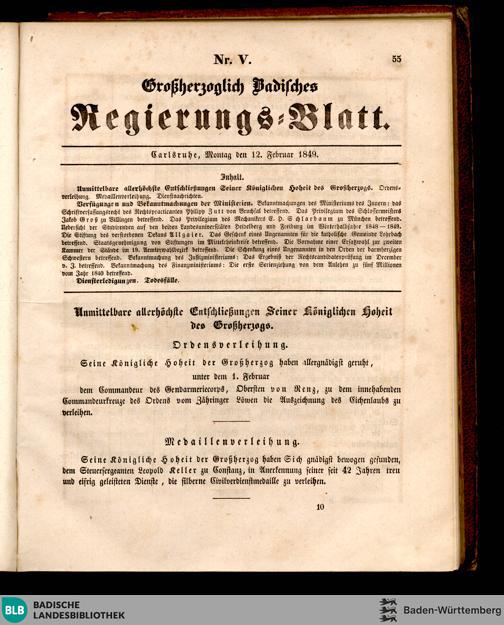 Nr. V.
55
Großherzoglich Badisches
Regierungs-Blatt.
Carlsruhe, Montag den 12. Februar 1849.
Inhalt.
Unmittelbare allerhöchste Entschließungen Seiner Königlichen Hoheit des Großherzogs. Ordens-
verleihung. Medaillenverleihung. Dienstnachrichten.
Verfügungen und Bekanntmachungen der Ministerien. Bekanntmachungen des Ministeriums des Innern: das
Schriftverfassungsrecht des Rechtspracticanten Philipp Zutt von Bruchsal betreffend. Das Privilegium des Schlossermeisters
Jakob Groß zu Villingen betreffend. Das Privilegium des Mechanikers E. D. Schlarbaum zu München betreffend.
Uebersicht der Studirenden auf den beiden Landesuniversitäten Heidelberg und Freiburg im Winterhalbjahre 1848—1849.
Die Stiftung des verstorbenen Dekans Allgaier. Das Geschenk eines Ungenannten für die katholische Gemeinde Lehrbach
betreffend. Staatsgenehmigung von Stiftungen im Mittelrheinkreise betreffend. Die Vornahme einer Ersatzwahl zur zweiten
Kammer der Stände im 19. Aemterwahlbezirk betreffend. Die Schenkung eines Ungenannten in den Orden der barmherzigen
Schwestern betreffend. Bekanntmachung des Justizministeriums: Das Ergebniß der Rechtscandidatenprüfung im December
v. J. betreffend. Bekanntmachung des Finanzministeriums: Die erste Serienziehung von dem Anlehen zu fünf Millionen
vom Jahr 1840 betreffend.
Diensterledigungen. Todesfälle.
Unmittelbare allerhöchste Entschließungen Seiner Königlichen Hoheit
des Großherzogs.
Ordensverleihung.
Seine Königliche Hoheit der Großherzog haben allergnädigst geruht,
unter dem 1. Februar
dem Commandeur des Gendarmeriecorps, Obersten von Renz, zu dem innehabenden
Commandeurkreuze des Ordens vom Zähringer Löwen die Auszeichnung des Eichenlaubs zu
verleihen.
Medaillenverleihung.
Seine Königliche Hoheit der Großherzog haben Sich gnädigst bewogen gefunden,
dem Steuersergeanten Leopold Keller zu Constanz, in Anerkennung seiner seit 42 Jahren treu
und eifrig geleisteten Dienste, die silberne Civilverdienstmedaille zu verleihen.
10
BLB BADISCHE
LANDESBIBLIOTHEK
Baden-Württemberg